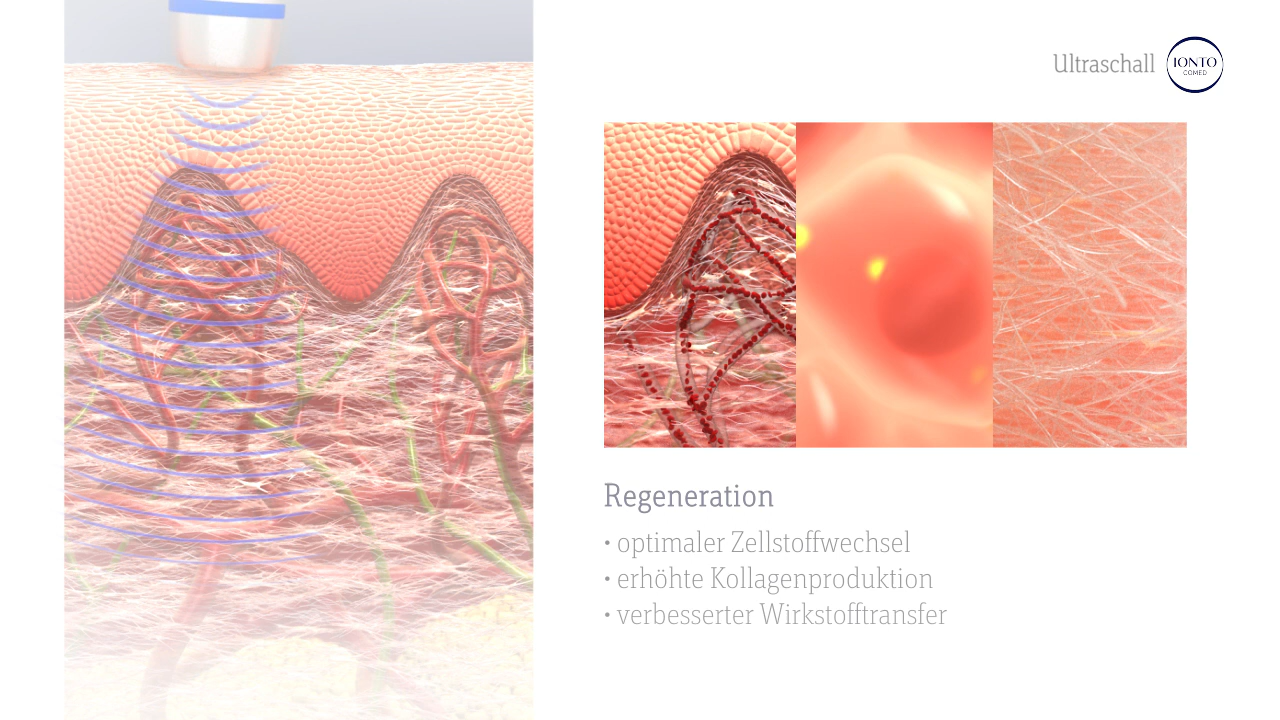 Ultraschall
IONTO
COMED
Regeneration
• optimaler Zellstoffwechsel
• erhöhte Kollagenproduktion
• verbesserter Wirkstofftransfer